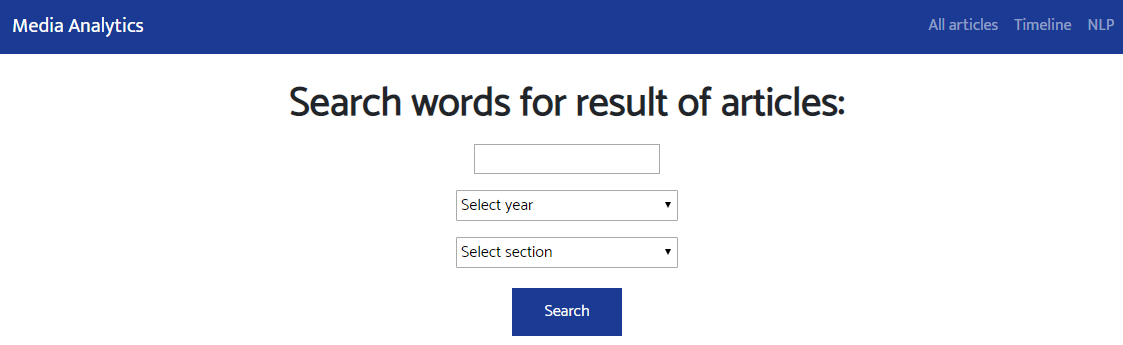 Media Analytics All articles Timeline NLP
Search words for result of articles:
Select year
Select section
Search